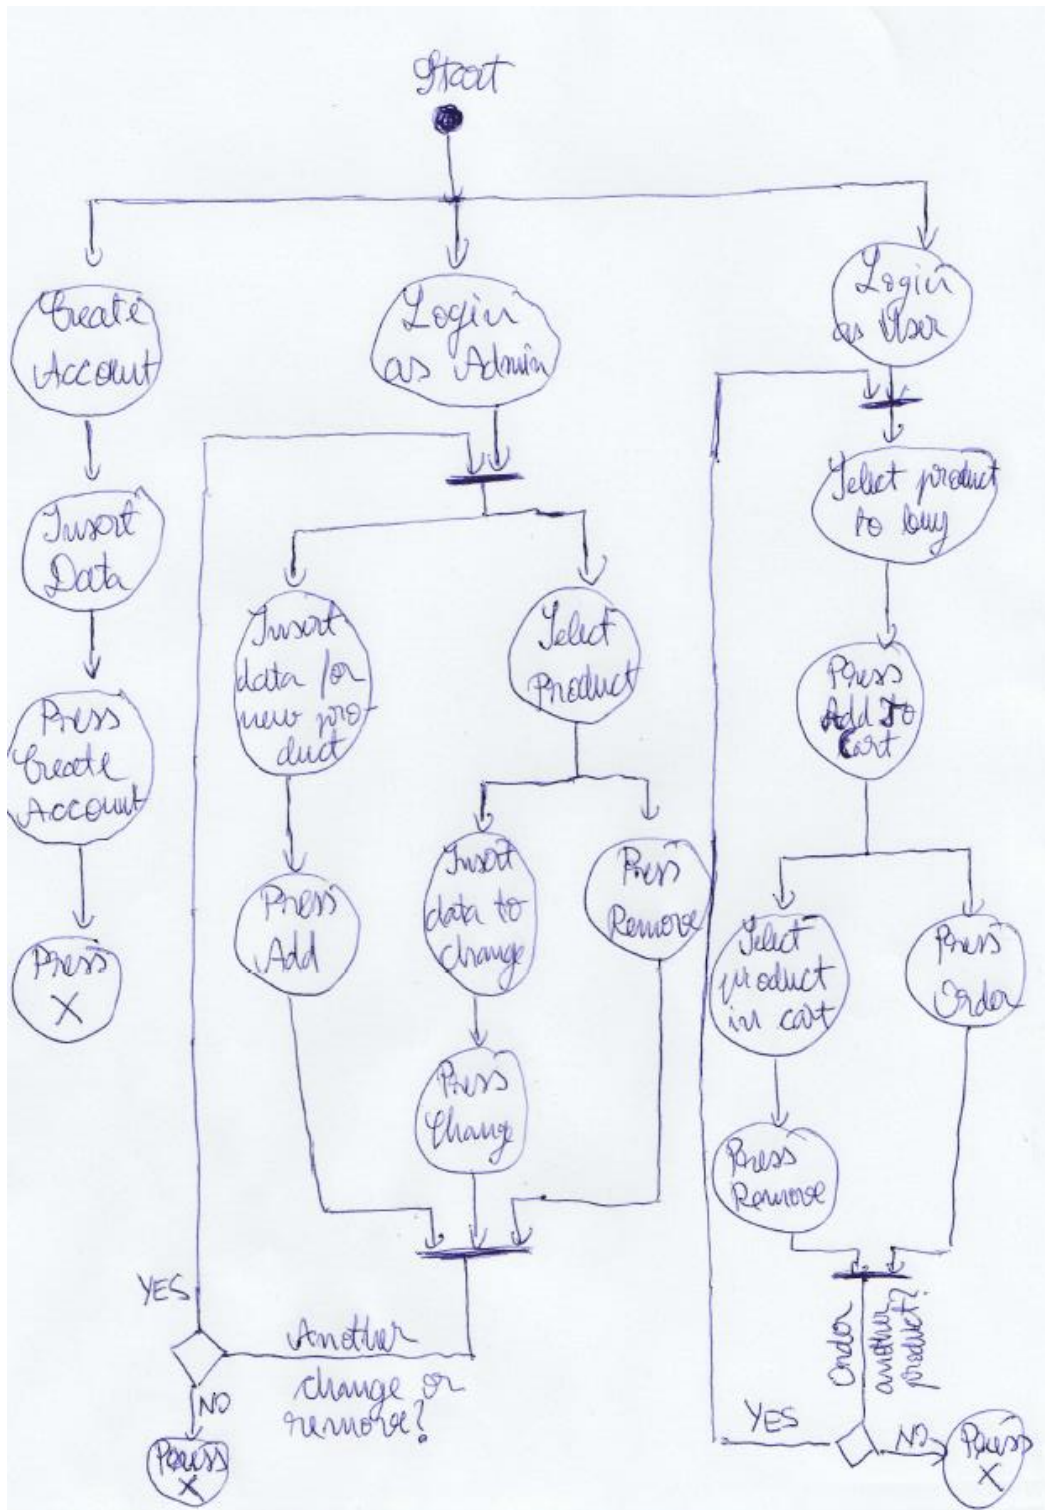 Start
Create
Account
Login
as Admin
Login
as User
Insert
Data
Select product
to buy
Press
Create
Account
Insert
data for
new pro-
duct
Select
Product
Press
Add To
Cart
Press
X
Press
Add
Insert
data to
change
Press
Remove
Select
product
in cart
Press
Order
Press
Change
Press
Remove
YES
Another
change or
remove?
NO
Press
X
Order
another
product?
YES
NO
Press
X